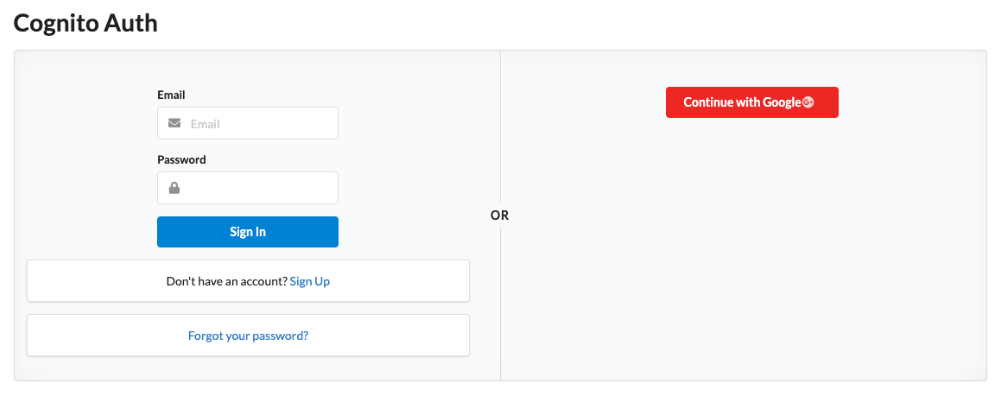 Cognito Auth
Email
Email
Password
Sign In
Don't have an account? Sign Up
Forgot your password?
OR
Continue with Google